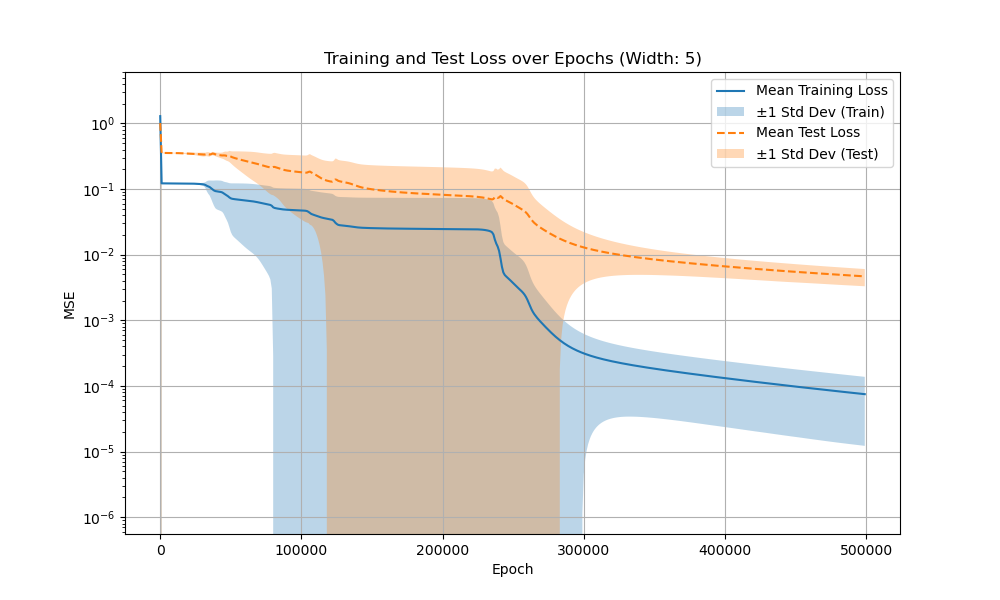 Training and Test Loss over Epochs (Width: 5)
Mean Training Loss
±1 Std Dev (Train)
Mean Test Loss
±1 Std Dev (Test)
MSE
10⁰
10⁻¹
10⁻²
10⁻³
10⁻⁴
10⁻⁵
10⁻⁶
0 100000 200000 300000 400000 500000
Epoch